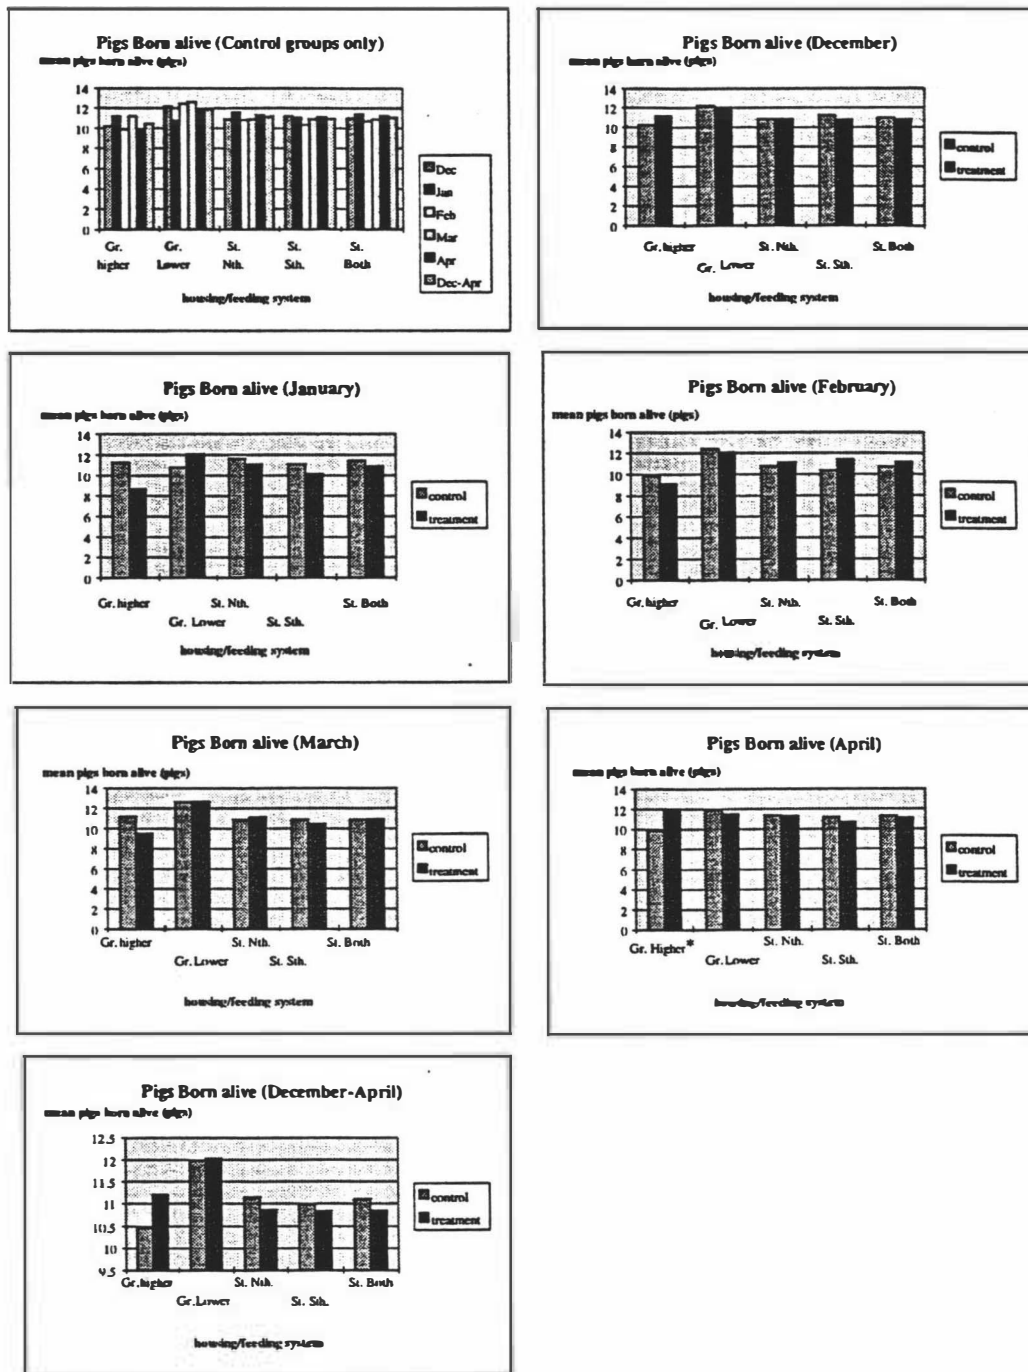 Pigs Born alive (Control groups only)
mean pigs born alive (pigs)
14
12
10
8
6
4
2
0
Gr. higher
Gr. Lower
St. Nth.
St. Sth.
St. Both
housing/feeding system
Dec
Jan
Feb
Mar
Apr
Dec-Apr
Pigs Born alive (December)
mean pigs born alive (pigs)
14
12
10
8
6
4
2
0
Gr. higher
Gr. Lower
St. Nth.
St. Sth.
St. Both
housing/feeding system
control
treatment
Pigs Born alive (January)
mean pigs born alive (pigs)
14
12
10
8
6
4
2
0
Gr. higher
Gr. Lower
St. Nth.
St. Sth.
St. Both
housing/feeding system
control
treatment
Pigs Born alive (February)
mean pigs born alive (pigs)
14
12
10
8
6
4
2
0
Gr. higher
Gr. Lower
St. Nth.
St. Sth.
St. Both
housing/feeding system
control
treatment
Pigs Born alive (March)
mean pigs born alive (pigs)
14
12
10
8
6
4
2
0
Gr. higher
Gr. Lower
St. Nth.
St. Sth.
St. Both
housing/feeding system
control
treatment
Pigs Born alive (April)
mean pigs born alive (pigs)
14
12
10
8
6
4
2
0
Gr. Higher*
Gr. Lower
St. Nth.
St. Sth.
St. Both
housing/feeding system
control
treatment
Pigs Born alive (December-April)
mean pigs born alive (pigs)
12.5
12
11.5
11
10.5
10
9.5
Gr. higher
Gr. Lower
St. Nth.
St. Sth.
St. Both
housing/feeding system
control
treatment